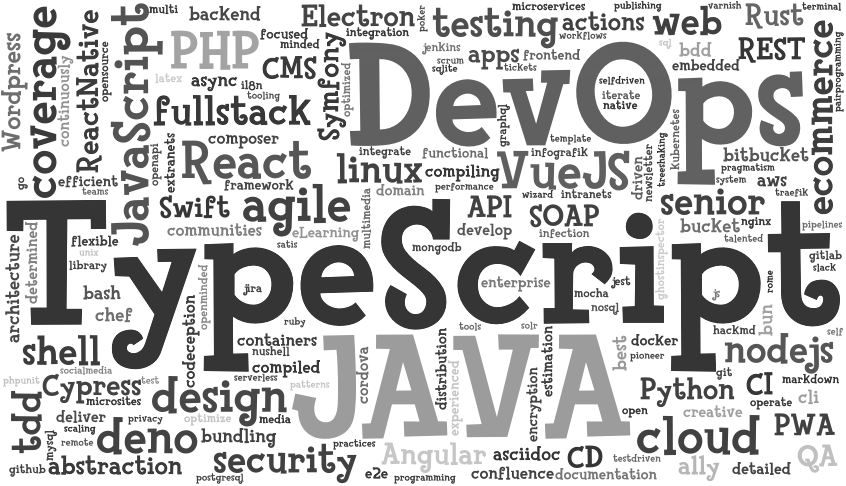 multi
backend
Electron
poker
microservices
publishing
varnish
terminal
Wordpress
coverage
continuously
ReactNative
opensource
JavaScript
PHP
latex
focused
minded
integration
testing
actions
workflows
web
Rust
async
CMS
il8n
tooling
Symfony
optimized
DevOps
jenkins
scrum
sqlite
apps
tickets
frontend
sql
bdd
REST
embedded
selfdriven
iterate
native
pairprogramming
ecommerce
fullstack
composer
openapi
extranets
React
framework
integrate
functional
graphql
template
infografik
linux
compiling
performance
VueJS
wizard
intranets
driven
newsletter
treeshaking
Kubernetes
bitbucket
pragmatism
system
aws
traefik
go
efficient
teams
Swift
agile
domain
multimedia
communities
eLearning
satis
API
develop
SOAP
infection
senior
bucket
nginx
talented
pipelines
gitlab
slack
TypeScript
architecture
determined
flexible
unix
library
bash
chef
openminded
codeception
jira
ruby
mongodb
enterprise
mocha
nosql
jest
ghostinspector
js
rome
bun
hackmd
self
shell
socialmedia
phpunit
Cypress
test
microsites
containers
nushell
compiled
serverless
patterns
cordova
JAVA
tools
solr
distribution
experienced
encryption
estimation
best
docker
pioneer
git
nodejs
Python
CI
markdown
operate
cli
tdd
deliver
scaling
remote
mysql
privacy
design
optimize
media
deno
bundling
github
abstraction
postgresql
security
practices
e2e
programming
Angular
asciidoc
confluence
CD
documentation
testdriven
open
cloud
creative
ally
detailed
PWA
QA